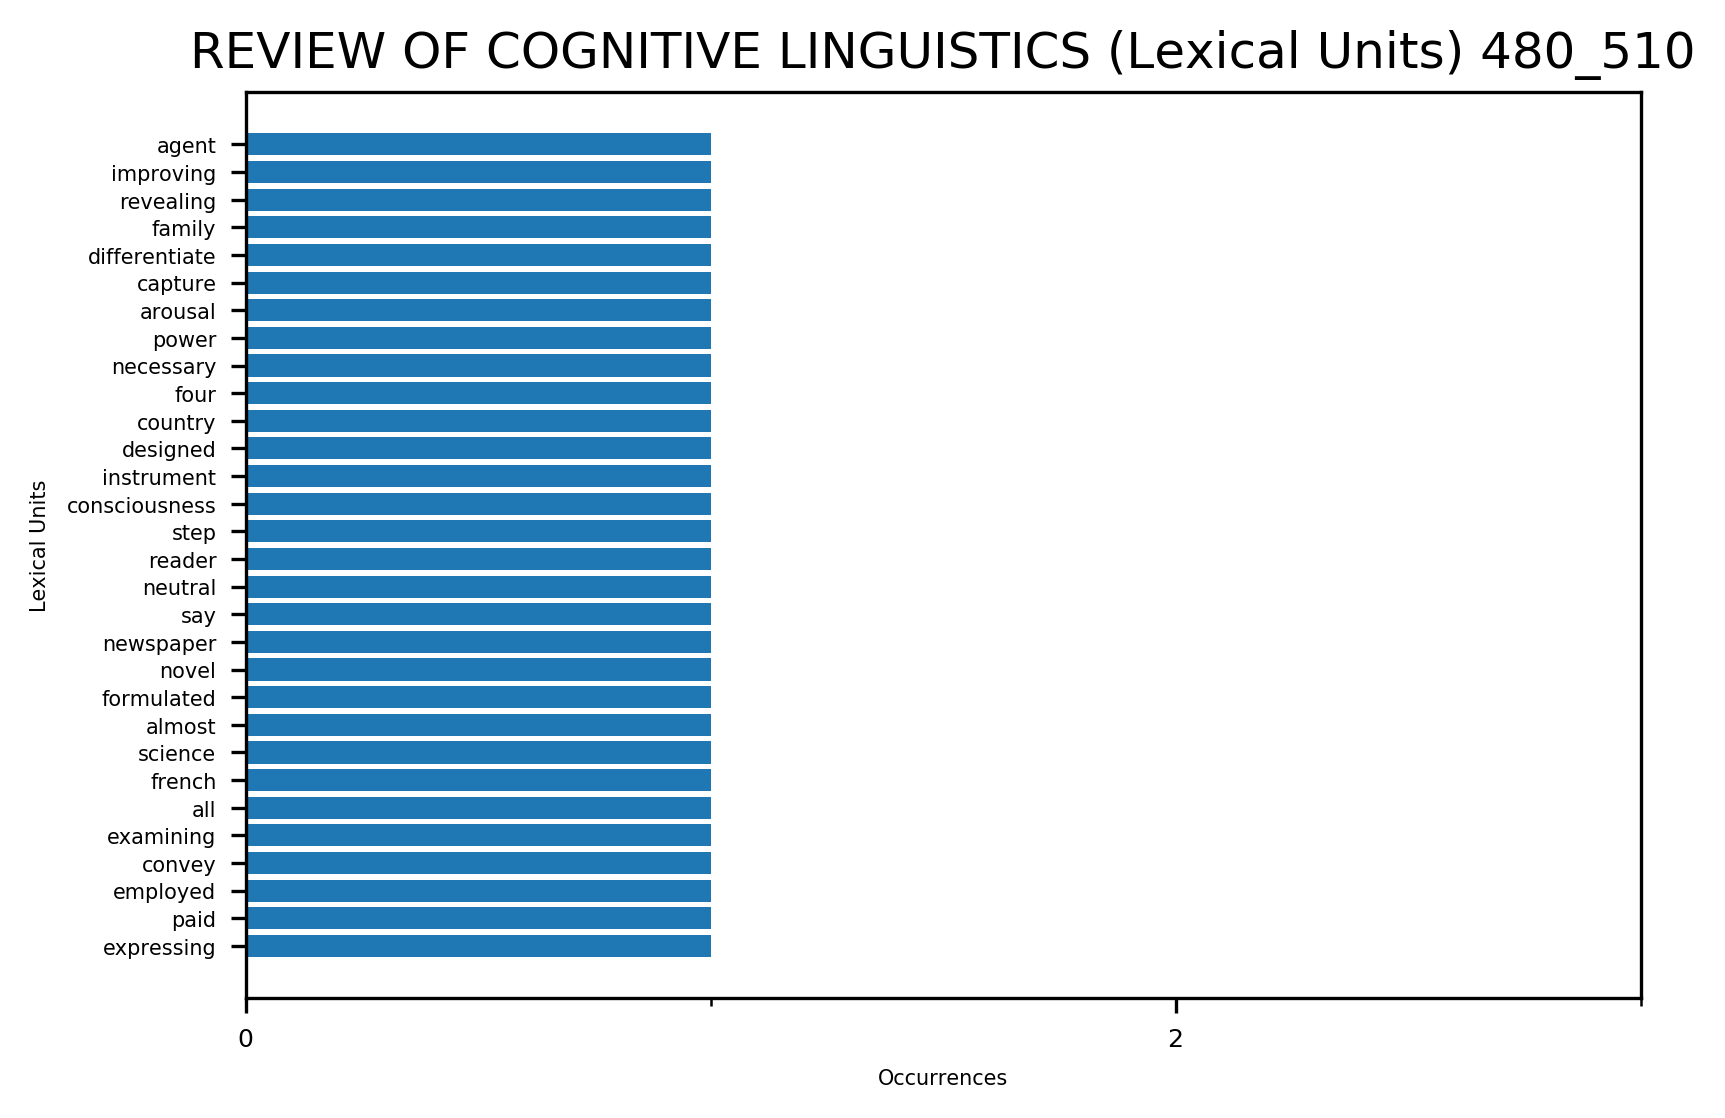 REVIEW OF COGNITIVE LINGUISTICS (Lexical Units) 480_510
agent
improving
revealing
family
differentiate
capture
arousal
power
necessary
four
country
designed
instrument
consciousness
step
reader
neutral
say
newspaper
novel
formulated
almost
science
french
all
examining
convey
employed
paid
expressing
Lexical Units
0
2
Occurrences